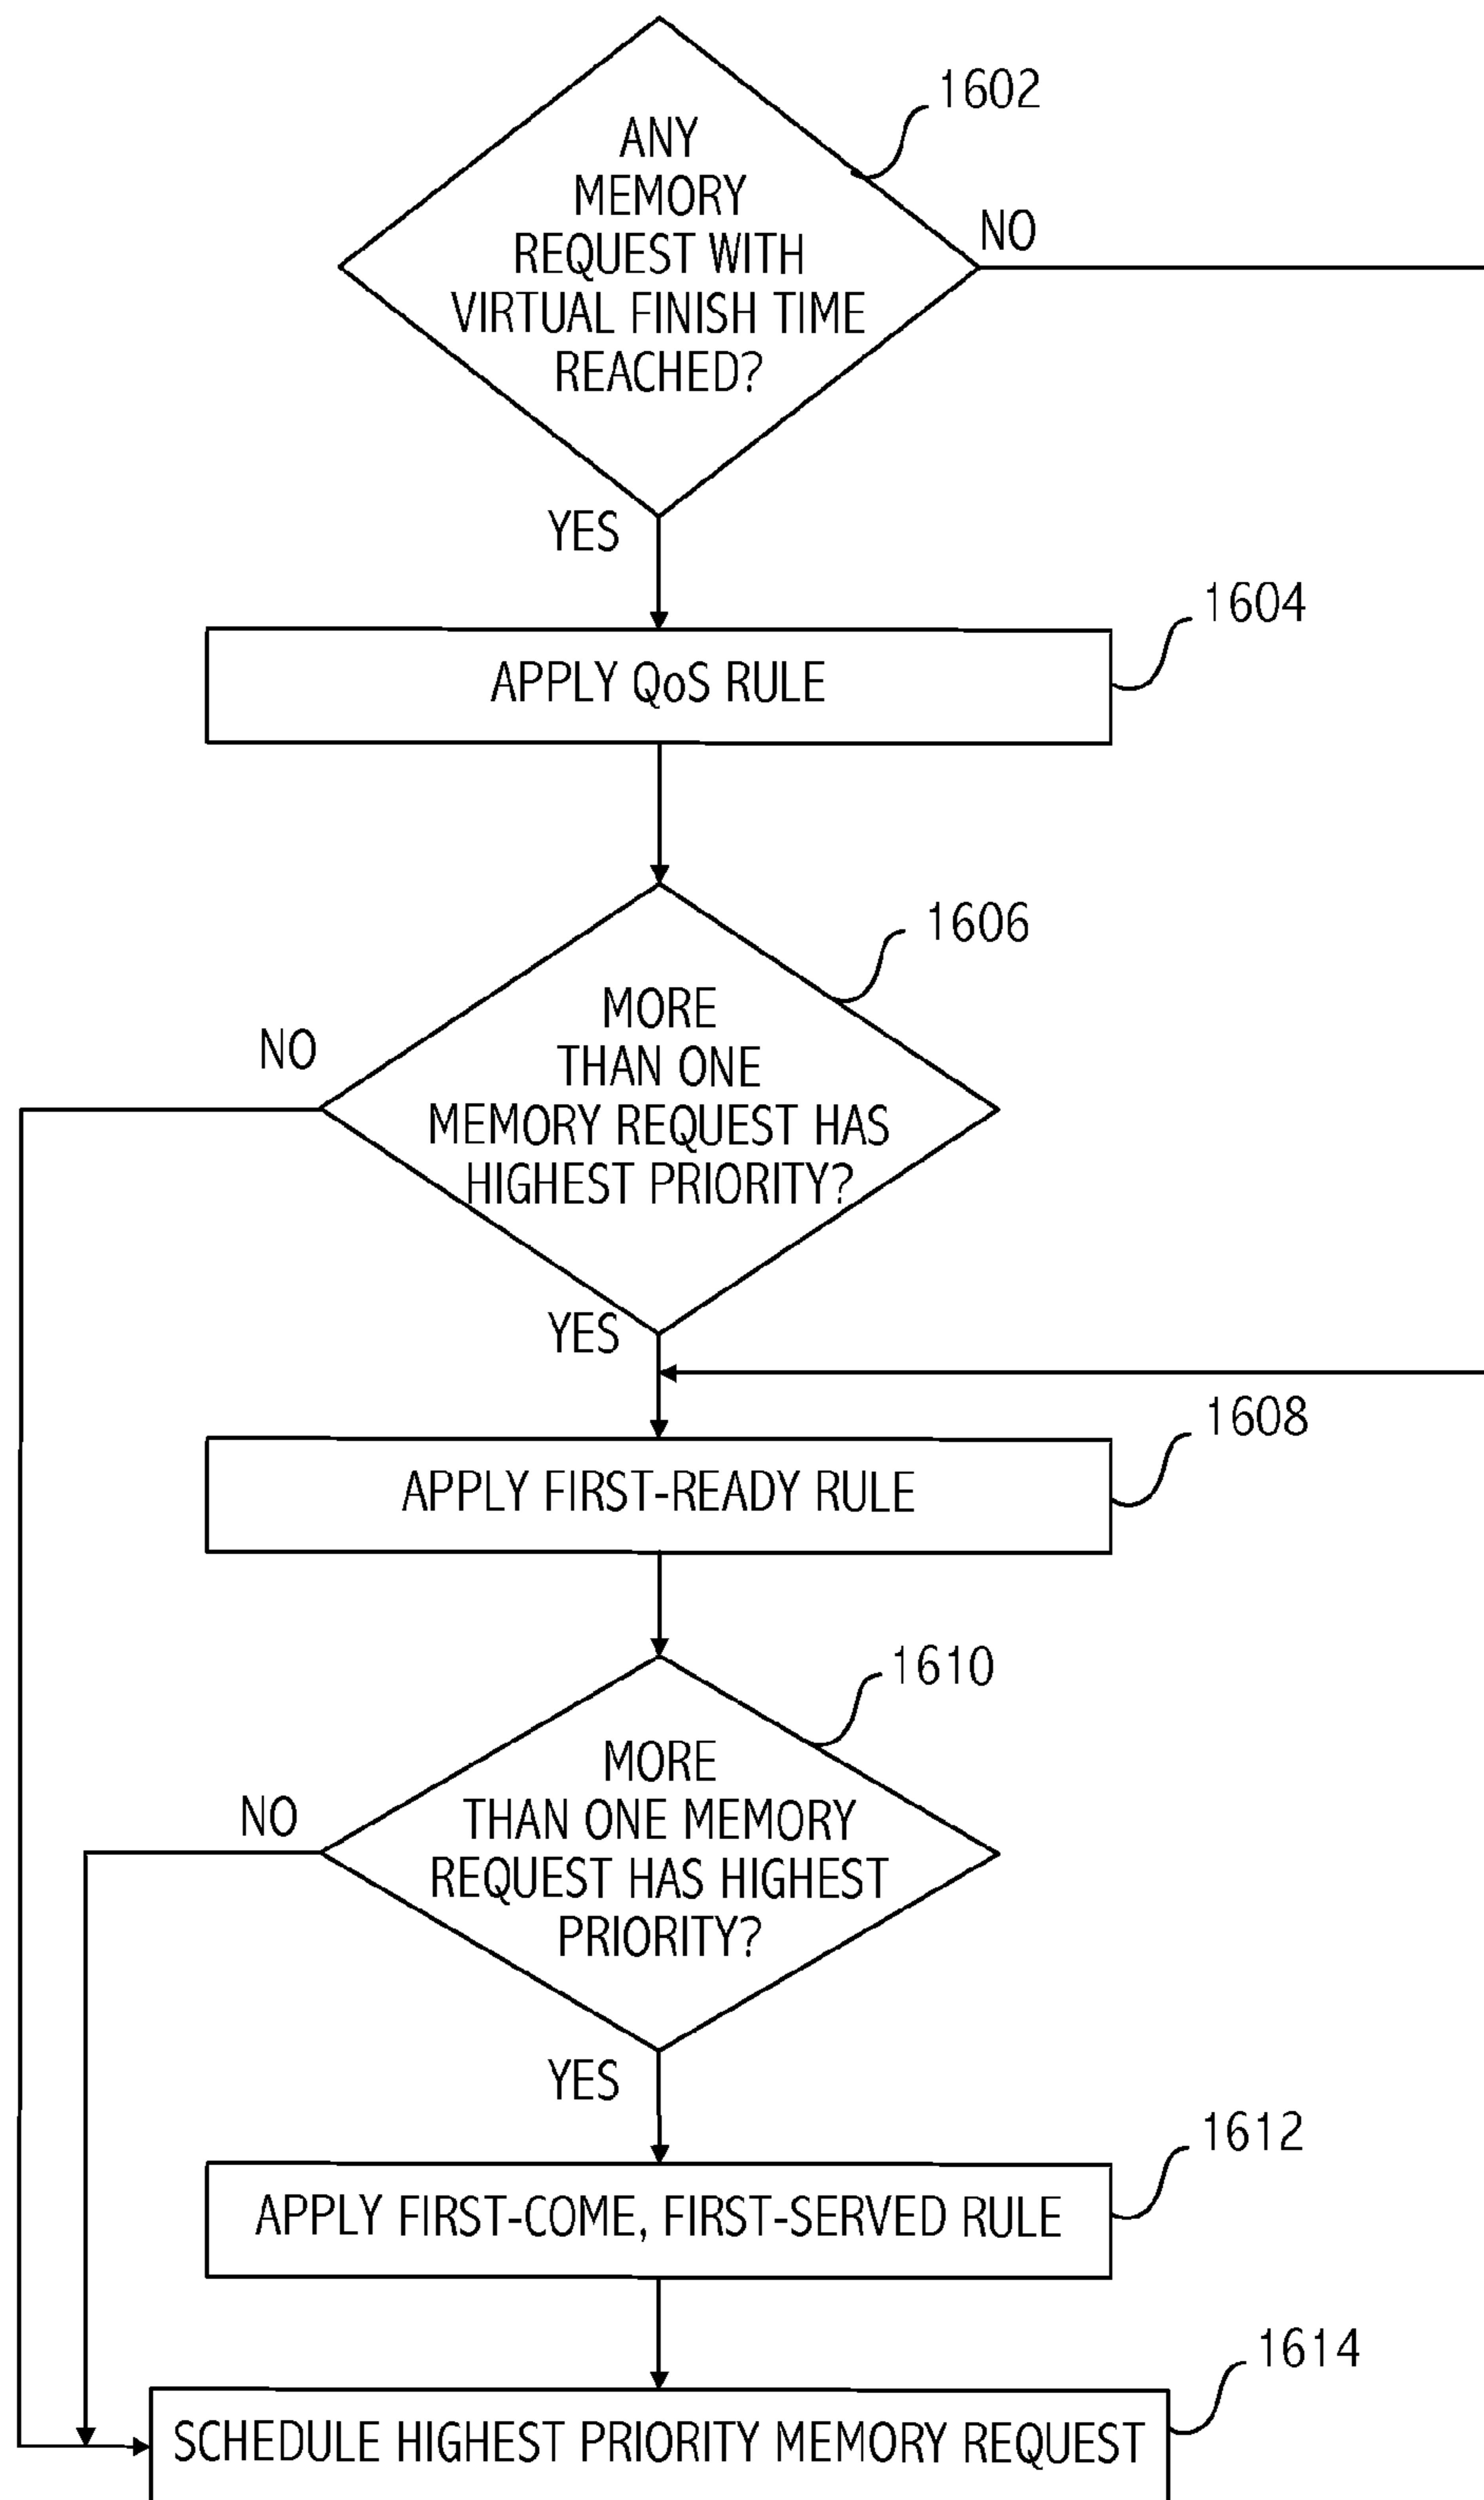 1602
ANY
MEMORY
REQUEST WITH
VIRTUAL FINISH TIME
REACHED?
NO
YES
1604
APPLY QoS RULE
1606
MORE
THAN ONE
MEMORY REQUEST HAS
HIGHEST PRIORITY?
NO
YES
1608
APPLY FIRST-READY RULE
1610
MORE
THAN ONE MEMORY
REQUEST HAS HIGHEST
PRIORITY?
NO
YES
1612
APPLY FIRST-COME, FIRST-SERVED RULE
1614
SCHEDULE HIGHEST PRIORITY MEMORY REQUEST